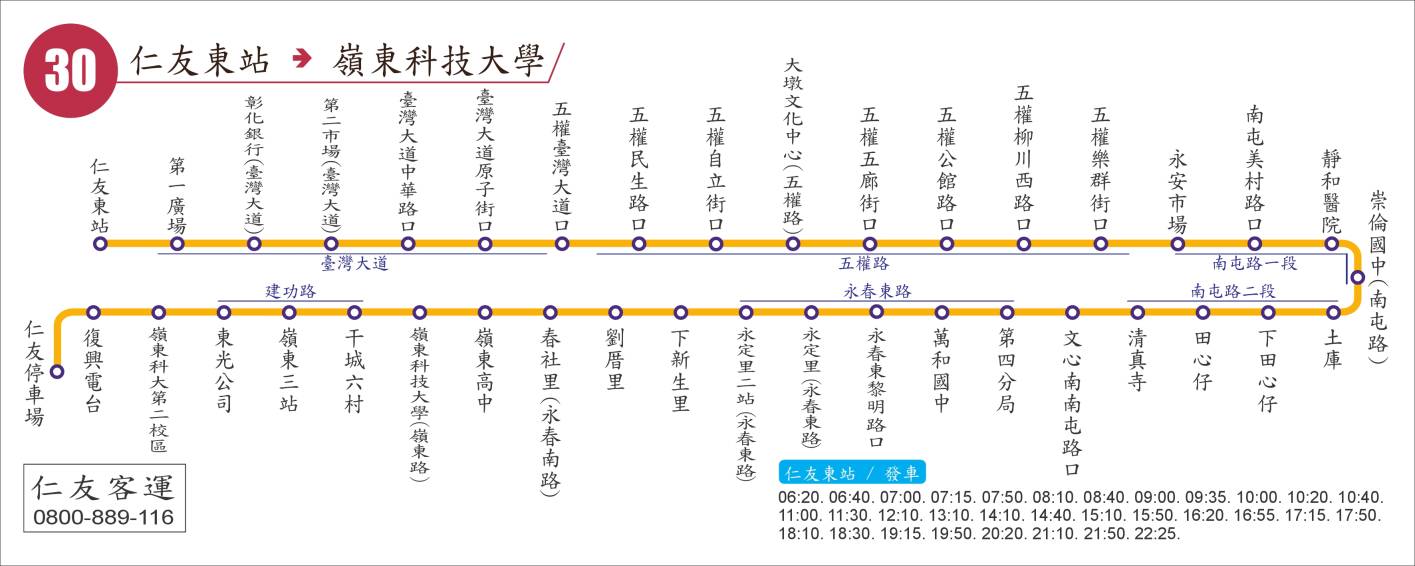 30
仁友東站 ➔ 嶺東科技大學
仁友東站
第一廣場
彰化銀行(臺灣大道)
第二市場(臺灣大道)
臺灣大道中華路口
臺灣大道原子街口
五權臺灣大道口
五權民生路口
五權自立街口
大墩文化中心(五權路)
五權五廊街口
五權公館路口
五權柳川西路口
五權樂群街口
永安市場
南屯美村路口
靜和醫院
崇倫國中(南屯路)
臺灣大道
五權路
南屯路一段
建功路
永春東路
南屯路二段
仁友停車場
復興電台
嶺東科大第二校區
東光公司
嶺東三站
干城六村
嶺東科技大學(嶺東路)
嶺東高中
春社里(永春南路)
劉厝里
下新生里
永定里二站(永春東路)
永定里(永春東路)
永春東黎明路口
萬和國中
第四分局
文心南南屯路口
清真寺
田心仔
下田心仔
土庫
仁友客運
0800-889-116
仁友東站 / 發車
06:20. 06:40. 07:00. 07:15. 07:50. 08:10. 08:40. 09:00. 09:35. 10:00. 10:20. 10:40.
11:00. 11:30. 12:10. 13:10. 14:10. 14:40. 15:10. 15:50. 16:20. 16:55. 17:15. 17:50.
18:10. 18:30. 19:15. 19:50. 20:20. 21:10. 21:50. 22:25.